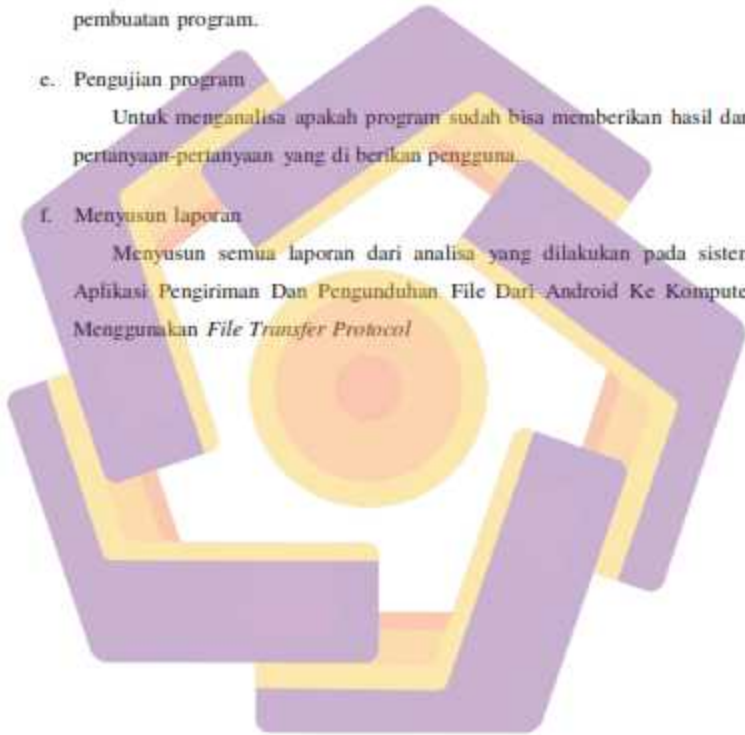 pembuatan program.
e. Pengujian program
Untuk menganalisa apakah program sudah bisa memberikan hasil dar
pertanyaan-pertanyaan yang di berikan pengguna.
f. Menyusun laporan
Menyusun semua laporan dari analisa yang dilakukan pada sistem
Aplikasi Pengiriman Dan Pengunduhan File Dari Android Ke Kompute
Menggunakan File Transfer Protocol